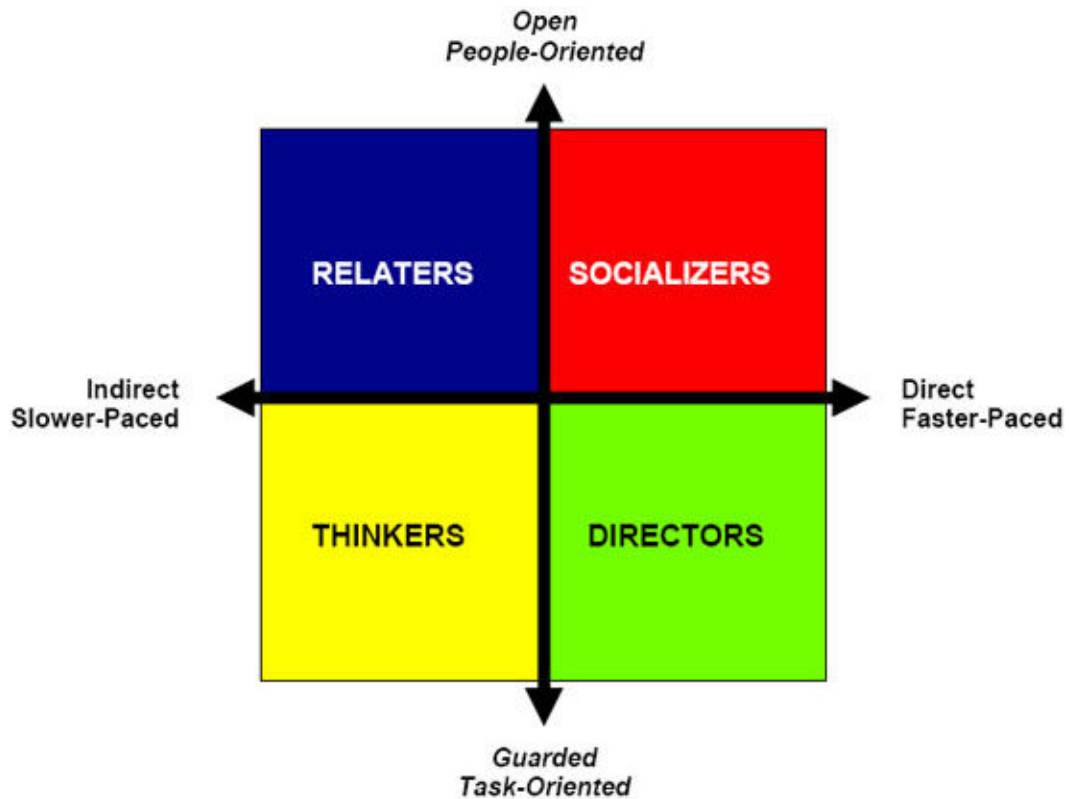 Open
People-Oriented
RELATERS
SOCIALIZERS
Indirect
Slower-Paced
Direct
Faster-Paced
THINKERS
DIRECTORS
Guarded
Task-Oriented